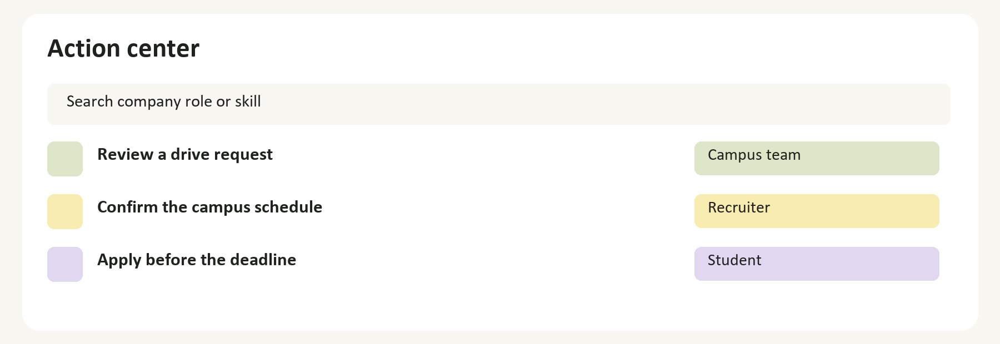 Action center
Search company role or skill
Review a drive request
Campus team
Confirm the campus schedule
Recruiter
Apply before the deadline
Student